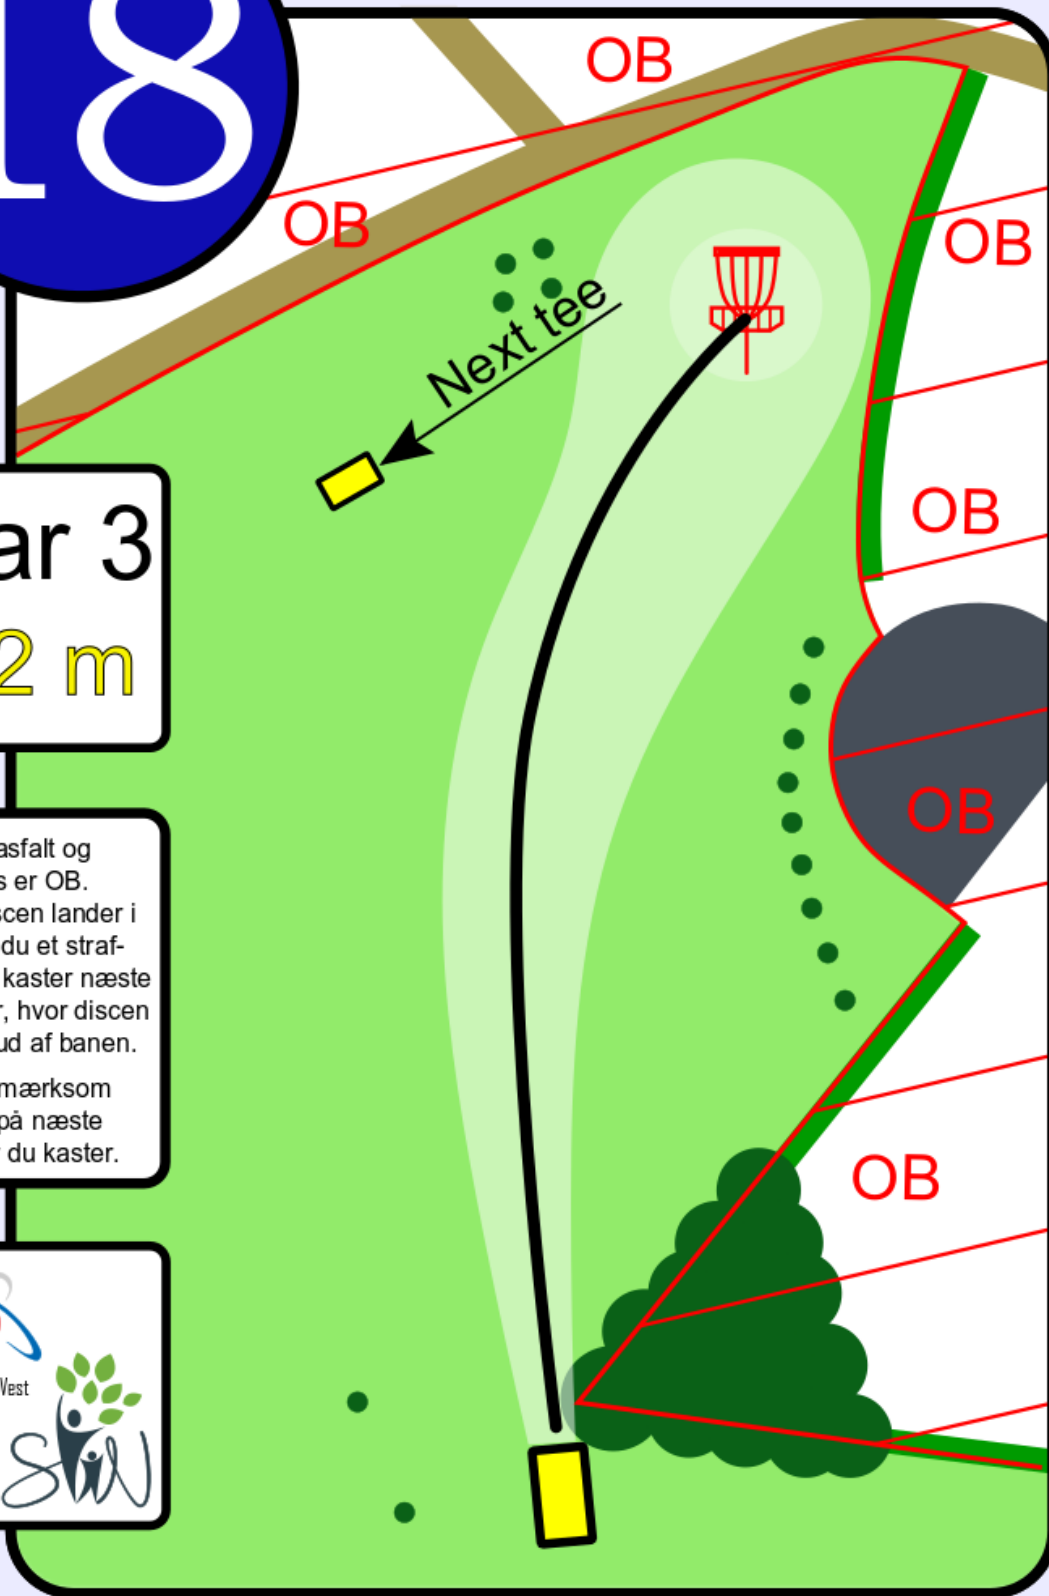 18
OB
OB
OB
Next tee
ar 3
2 m
OB
OB
asfalt og
s er OB.
scen lander i
du et straf-
kaster næste
r, hvor discen
ud af banen.
mærksom
på næste
r du kaster.
OB
Vest
SIN